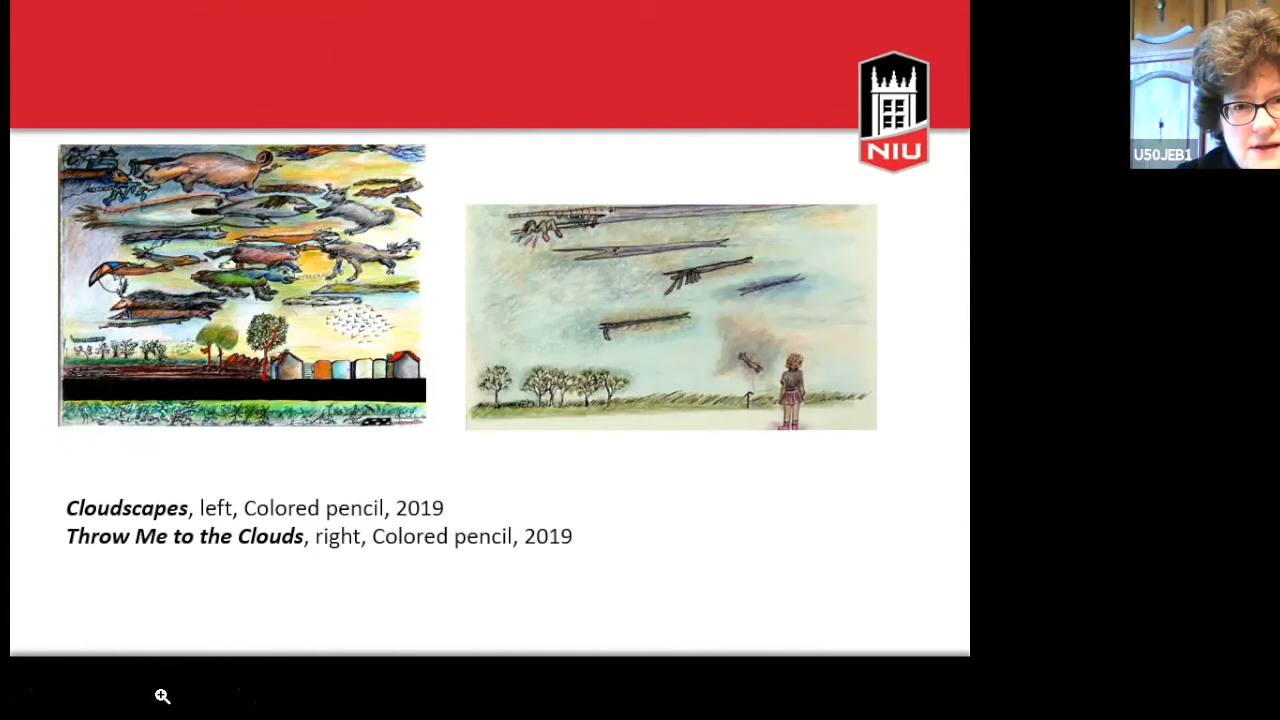 NIU
U50JEB1
Cloudscapes, left, Colored pencil, 2019
Throw Me to the Clouds, right, Colored pencil, 2019